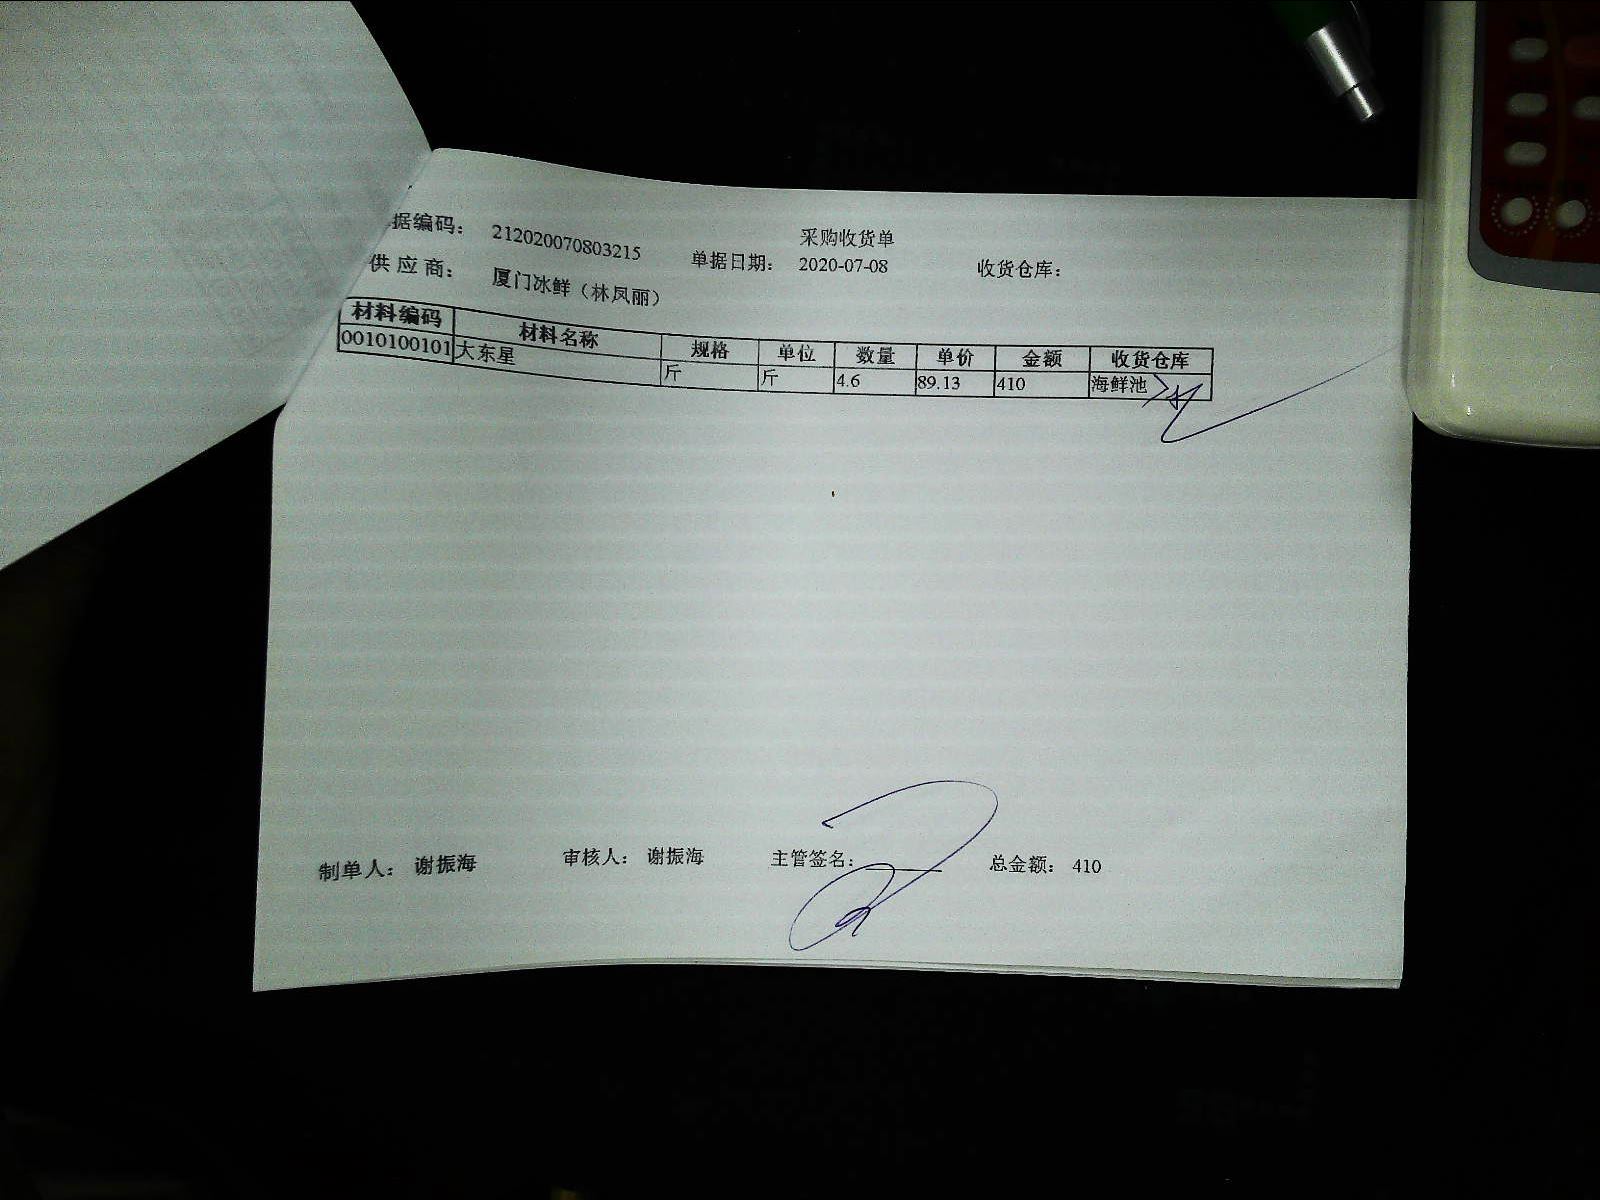 采购收货单
据编码: 212020070803215 单据日期: 2020-07-08 收货仓库:
供应商: 厦门冰鲜（林凤丽）
材料编码 材料名称 规格 单位 数量 单价 金额 收货仓库
0010100101 大东星 斤 斤 4.6 89.13 410 海鲜池
制单人: 谢振海 审核人: 谢振海 主管签名: 总金额: 410